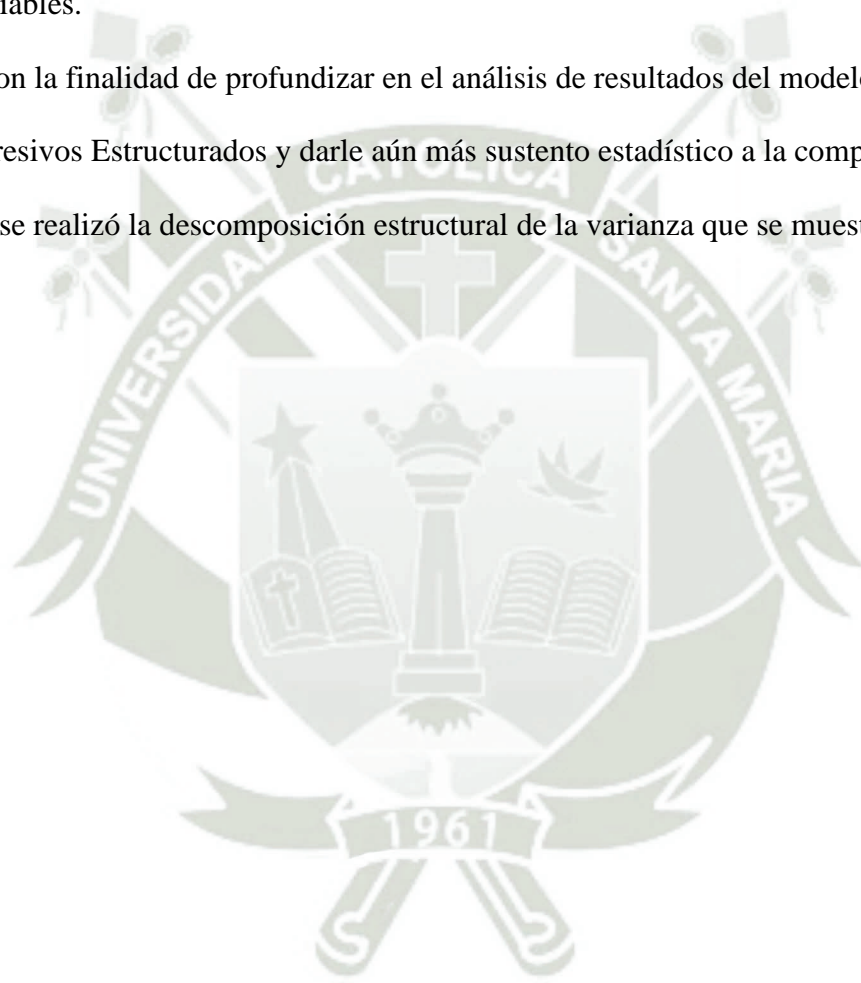 iables.
on la finalidad de profundizar en el análisis de resultados del modelo
resivos Estructurados y darle aún más sustento estadístico a la comp
se realizó la descomposición estructural de la varianza que se muest
UNIVERSIDAD CATOLICA SANTA MARIA
1961